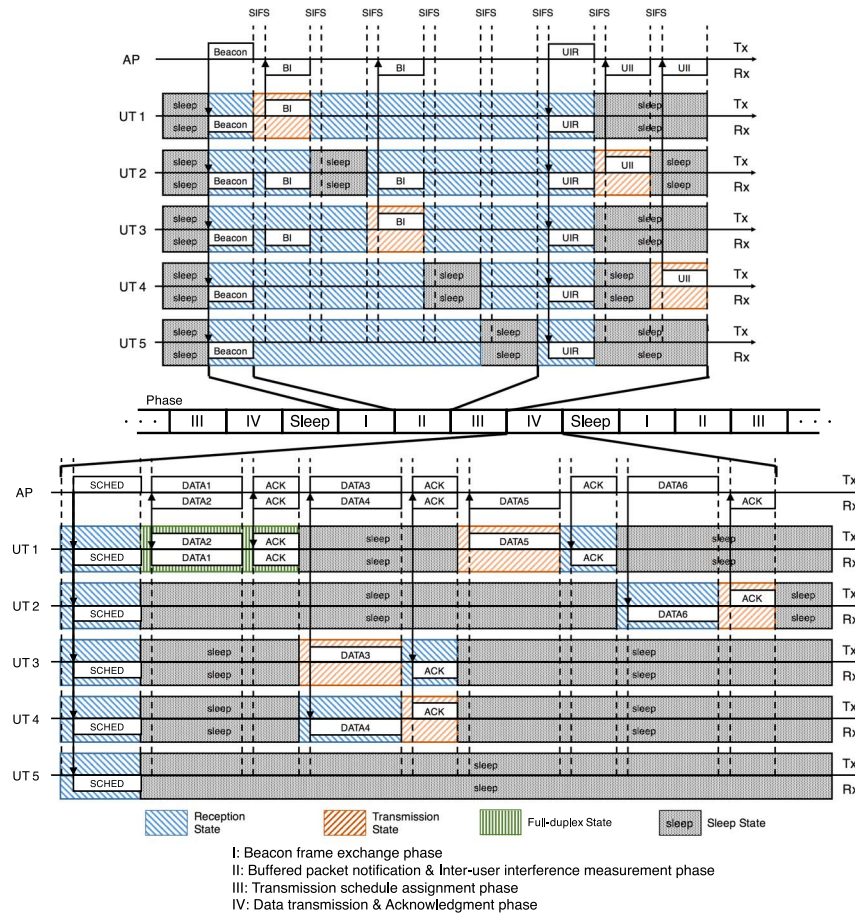 SIFS SIFS SIFS SIFS SIFS SIFS SIFS SIFS
AP Beacon BI BI UIR UII UII Tx Rx
UT 1 sleep sleep Beacon BI UIR sleep sleep Tx Rx
UT 2 sleep sleep Beacon BI sleep sleep BI UIR UII sleep sleep Tx Rx
UT 3 sleep sleep Beacon BI BI UIR sleep sleep Tx Rx
UT 4 sleep sleep Beacon sleep sleep UIR sleep sleep UII Tx Rx
UT 5 sleep sleep Beacon sleep sleep UIR sleep sleep Tx Rx
Phase
· · · III IV Sleep I II III IV Sleep I II III · · ·
SCHED DATA1 ACK DATA3 ACK ACK DATA6 Tx
AP DATA2 ACK DATA4 ACK DATA5 ACK Rx
UT 1 SCHED DATA2 DATA1 ACK ACK sleep sleep DATA5 ACK sleep sleep Tx Rx
UT 2 SCHED sleep sleep DATA6 ACK sleep sleep Tx Rx
UT 3 SCHED sleep sleep DATA3 ACK sleep sleep Tx Rx
UT 4 SCHED sleep sleep DATA4 ACK sleep sleep Tx Rx
UT 5 SCHED sleep sleep Tx Rx
Reception State
Transmission State
Full-duplex State
sleep Sleep State
I: Beacon frame exchange phase
II: Buffered packet notification & Inter-user interference measurement phase
III: Transmission schedule assignment phase
IV: Data transmission & Acknowledgment phase